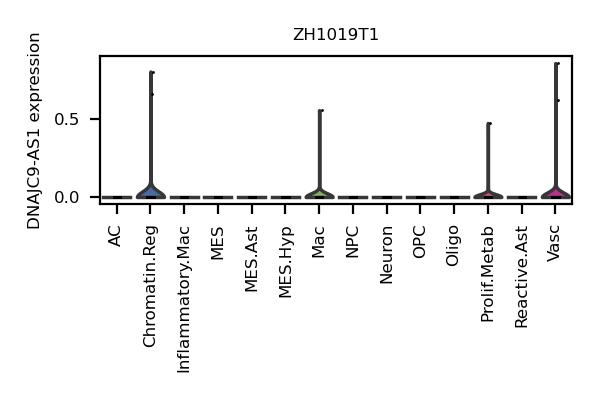 ZH1019T1
DNAJC9-AS1 expression
0.5
0.0
AC
Chromatin.Reg
Inflammatory.Mac
MES
MES.Ast
MES.Hyp
Mac
NPC
Neuron
OPC
Oligo
Prolif.Metab
Reactive.Ast
Vasc